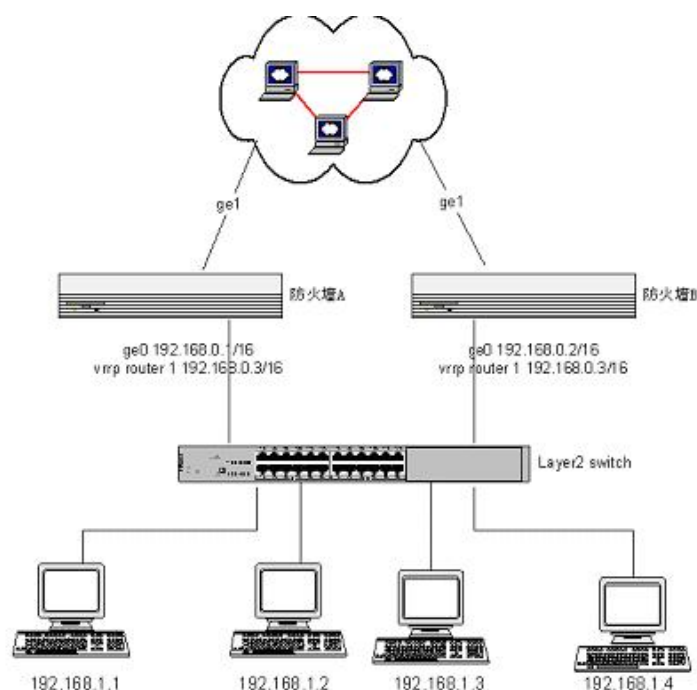 ge1
ge1
防火墙A
防火墙B
ge0 192.168.0.1/16
vrrp router 1 192.168.0.3/16
ge0 192.168.0.2/16
vrrp router 1 192.168.0.3/16
Layer2 switch
192.168.1.1
192.168.1.2
192.168.1.3
192.168.1.4